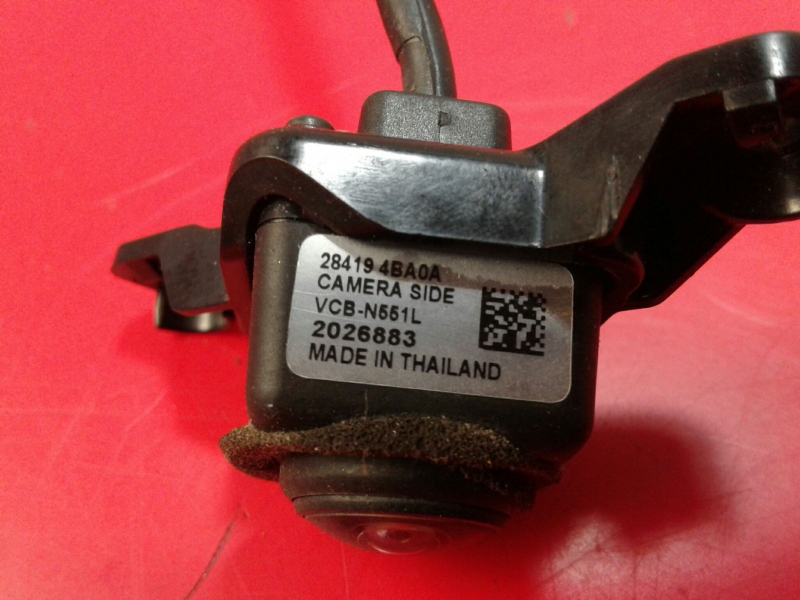 28419 4BA0A
CAMERA SIDE
VCB-N551L
2026883
MADE IN THAILAND